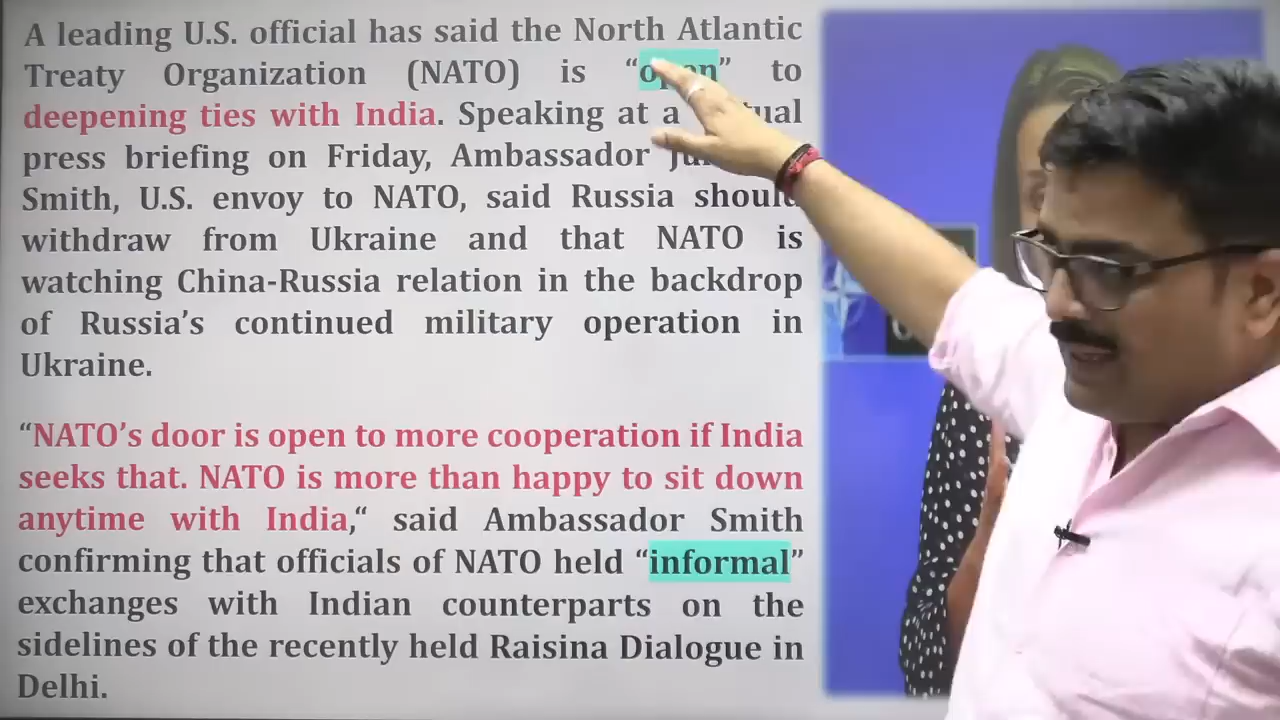 A leading U.S. official has said the North Atlantic
Treaty Organization (NATO) is “open” to
deepening ties with India. Speaking at a
press briefing on Friday, Ambassador
Smith, U.S. envoy to NATO, said Russia should
withdraw from Ukraine and that NATO is
watching China-Russia relation in the backdrop
of Russia’s continued military operation in
Ukraine.
“NATO’s door is open to more cooperation if India
seeks that. NATO is more than happy to sit down
anytime with India,“ said Ambassador Smith
confirming that officials of NATO held “informal”
exchanges with Indian counterparts on the
sidelines of the recently held Raisina Dialogue in
Delhi.